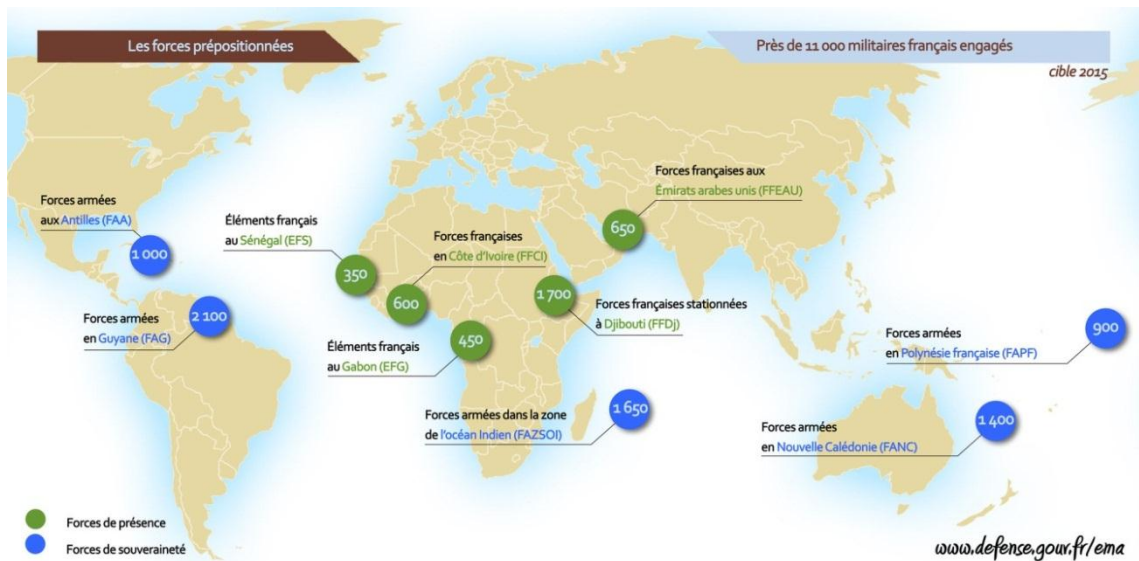 Les forces prépositionnées
Près de 11 000 militaires français engagés
cible 2015
Forces armées
aux Antilles (FAA)
1 000
Forces armées
en Guyane (FAG)
2 100
Éléments français
au Sénégal (EFS)
350
Forces françaises
en Côte d'Ivoire (FFCI)
600
Éléments français
au Gabon (EFG)
450
Forces françaises aux
Émirats arabes unis (FFEAU)
650
1 700
Forces françaises stationnées
à Djibouti (FFDj)
Forces armées dans la zone
de l'océan Indien (FAZSOI)
1 650
Forces armées
en Polynésie française (FAPF)
900
Forces armées
en Nouvelle Calédonie (FANC)
1 400
Forces de présence
Forces de souveraineté
www.defense.gouv.fr/ema